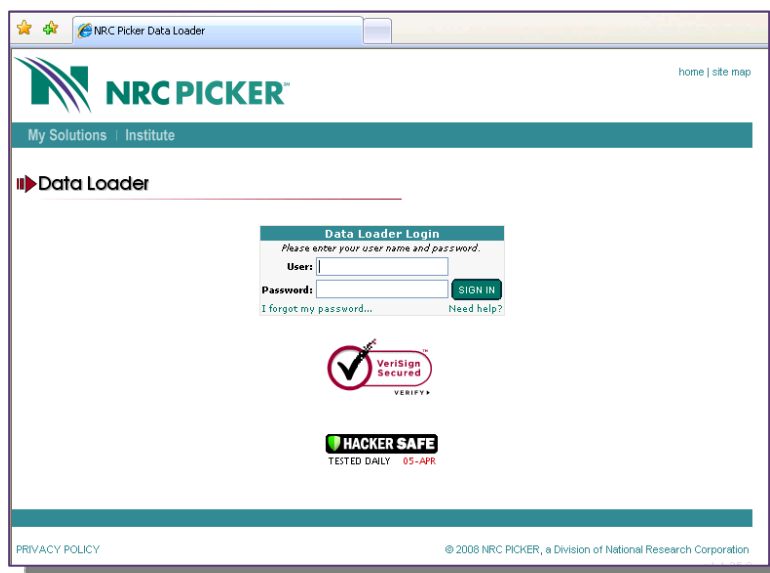 NRC Picker Data Loader
home | site map
NRC PICKER
My Solutions | Institute
Data Loader
Data Loader Login
Please enter your user name and password.
User:
Password:
SIGN IN
I forgot my password...
Need help?
VeriSign
Secured
VERIFY
HACKER SAFE
TESTED DAILY 05-APR
PRIVACY POLICY
© 2008 NRC PICKER, a Division of National Research Corporation